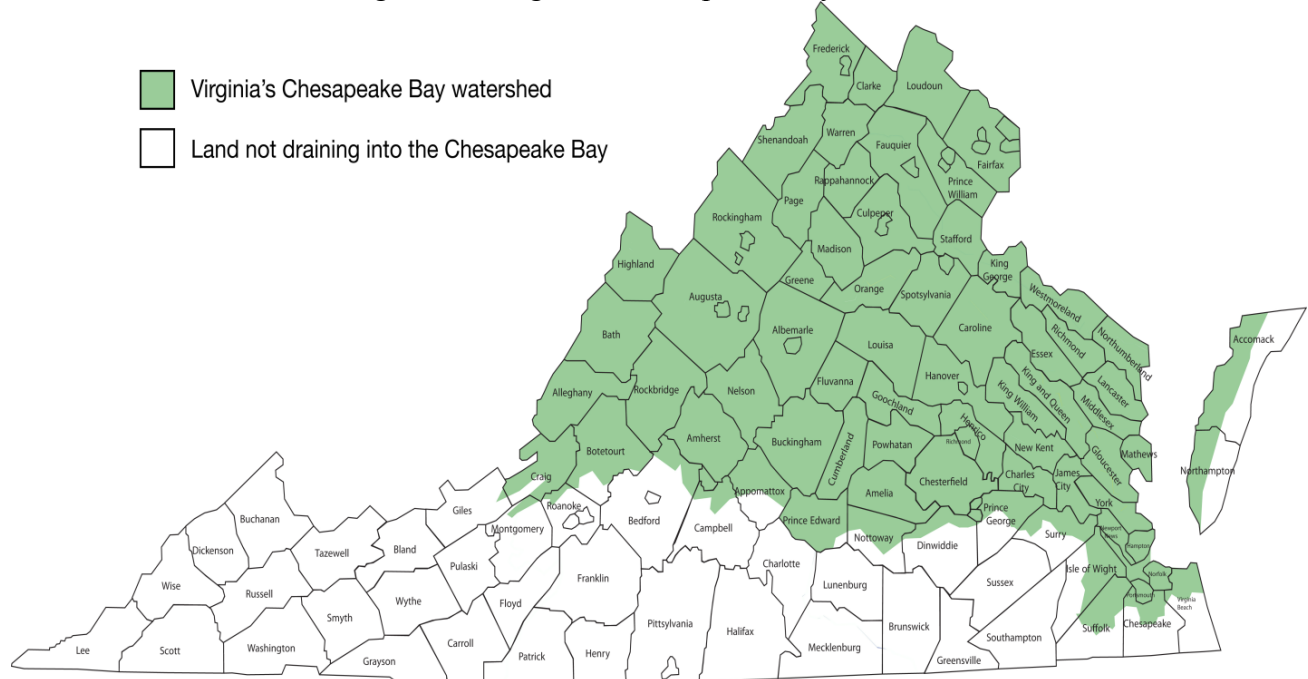 Virginia's Chesapeake Bay watershed
Land not draining into the Chesapeake Bay
Frederick
Clarke
Loudoun
Shenandoah
Warren
Fauquier
Fairfax
Rappahannock
Prince
William
Page
Culpeper
Rockingham
Madison
Stafford
Highland
Greene
King
George
Augusta
Orange
Spotsylvania
Westmoreland
Bath
Albemarle
Louisa
Caroline
Richmond
Northumberland
Accomack
Essex
Alleghany
Rockbridge
Nelson
Fluvanna
Hanover
King and Queen
King William
Lancaster
Goochland
Middlesex
Amherst
Buckingham
Cumberland
Powhatan
Henrico
Richmond
New Kent
Gloucester
Mathews
Botetourt
Northampton
Craig
Appomattox
Amelia
Chesterfield
Charles
City
James
City
York
Giles
Roanoke
Bedford
Campbell
Prince Edward
Nottoway
Prince
George
Surry
Newport
News
Hampton
Buchanan
Montgomery
Dickenson
Tazewell
Bland
Pulaski
Franklin
Charlotte
Dinwiddie
Isle of Wight
Norfolk
Wise
Russell
Smyth
Wythe
Floyd
Lunenburg
Sussex
Portsmouth
Virginia
Beach
Lee
Scott
Washington
Grayson
Carroll
Patrick
Henry
Pittsylvania
Halifax
Mecklenburg
Brunswick
Greensville
Southampton
Suffolk
Chesapeake